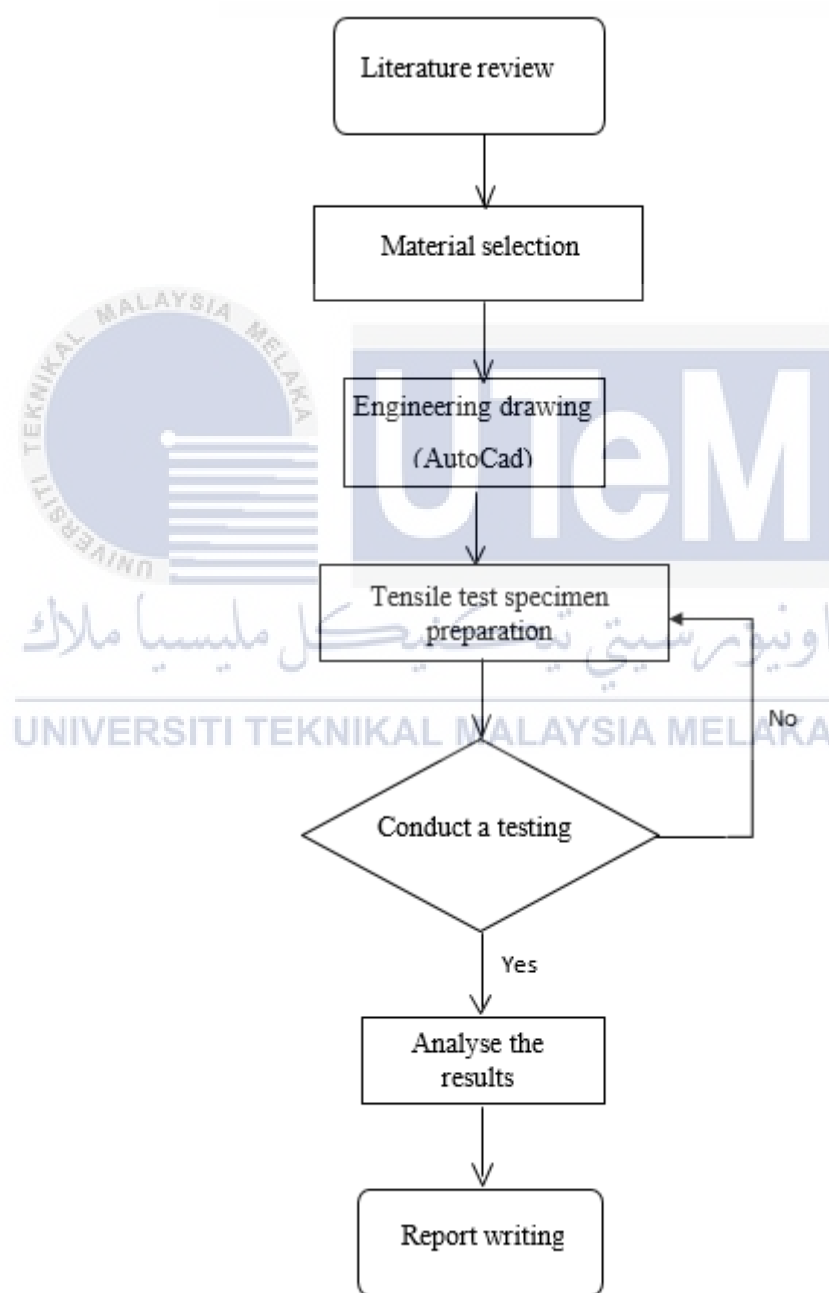 Literature review
Material selection
UNIVERSITI TEKNIKAL MALAYSIA MELAKA
UTeM
Engineering drawing
(AutoCad)
Tensile test specimen
preparation
اونيۏرسيتي تيكنيكل مليسيا ملاك
UNIVERSITI TEKNIKAL MALAYSIA MELAKA
No
Conduct a testing
Yes
Analyse the
results
Report writing